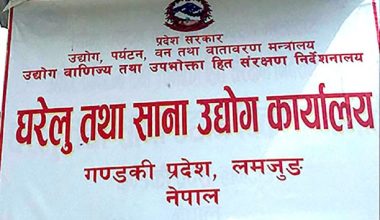 प्रदेश सरकार
उद्योग, पर्यटन, वन तथा वातावरण मन्त्रालय
उद्योग वाणिज्य तथा उपभोक्ता हित संरक्षण निर्देशनालय
घरेलु तथा साना उद्योग कार्यालय
गण्डकी प्रदेश, लमजुङ
नेपाल